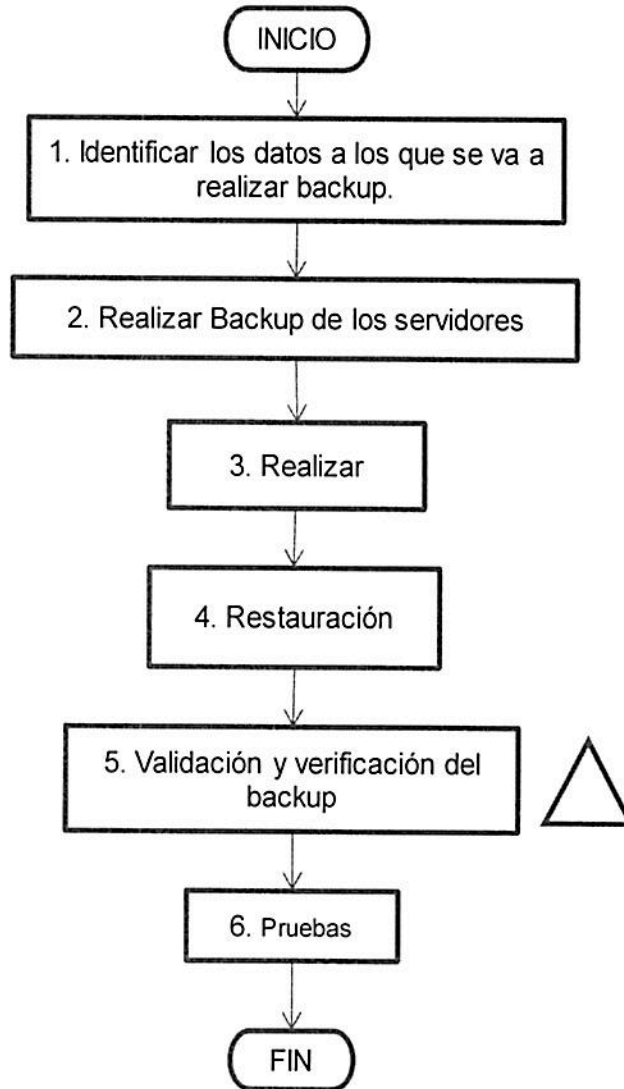 INICIO
1. Identificar los datos a los que se va a
realizar backup.
2. Realizar Backup de los servidores
3. Realizar
4. Restauración
5. Validación y verificación del
backup
6. Pruebas
FIN